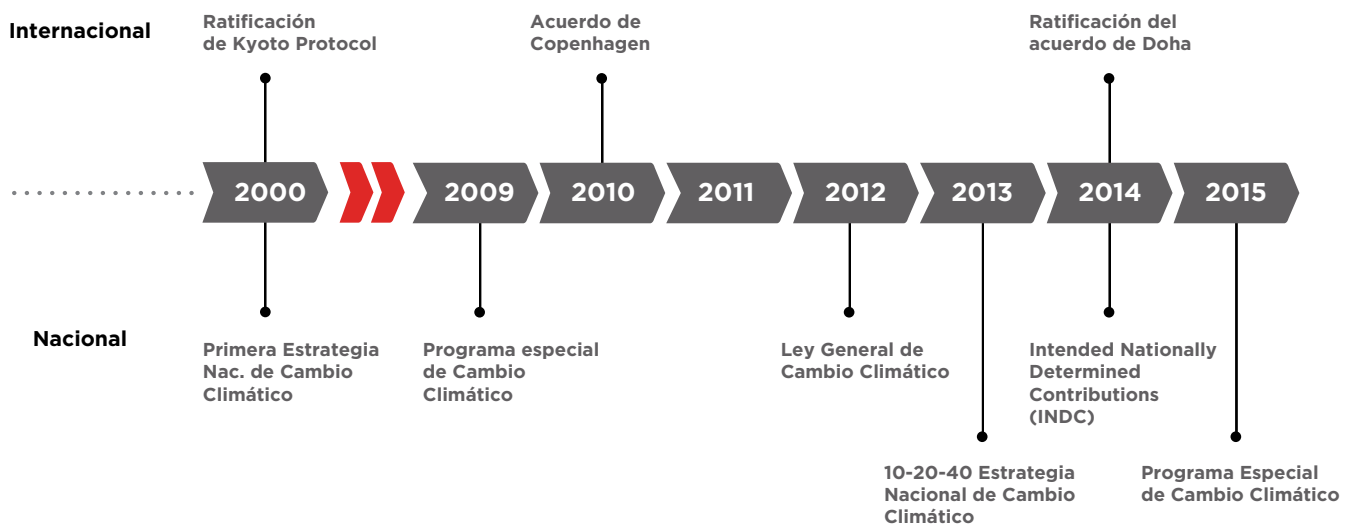 Internacional
Ratificación
de Kyoto Protocol
Acuerdo de
Copenhagen
Ratificación del
acuerdo de Doha
2000
2009
2010
2011
2012
2013
2014
2015
Nacional
Primera Estrategia
Nac. de Cambio
Climático
Programa especial
de Cambio
Climático
Ley General de
Cambio Climático
Intended Nationally
Determined
Contributions
(INDC)
10-20-40 Estrategia
Nacional de Cambio
Climático
Programa Especial
de Cambio Climático